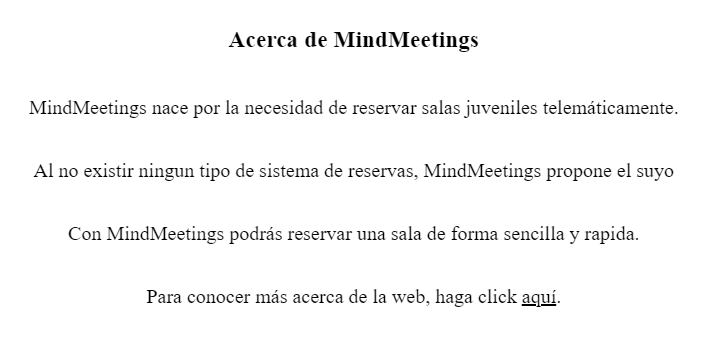 Acerca de MindMeetings
MindMeetings nace por la necesidad de reservar salas juveniles telemáticamente.
Al no existir ningun tipo de sistema de reservas, MindMeetings propone el suyo
Con MindMeetings podrás reservar una sala de forma sencilla y rapida.
Para conocer más acerca de la web, haga click aquí.